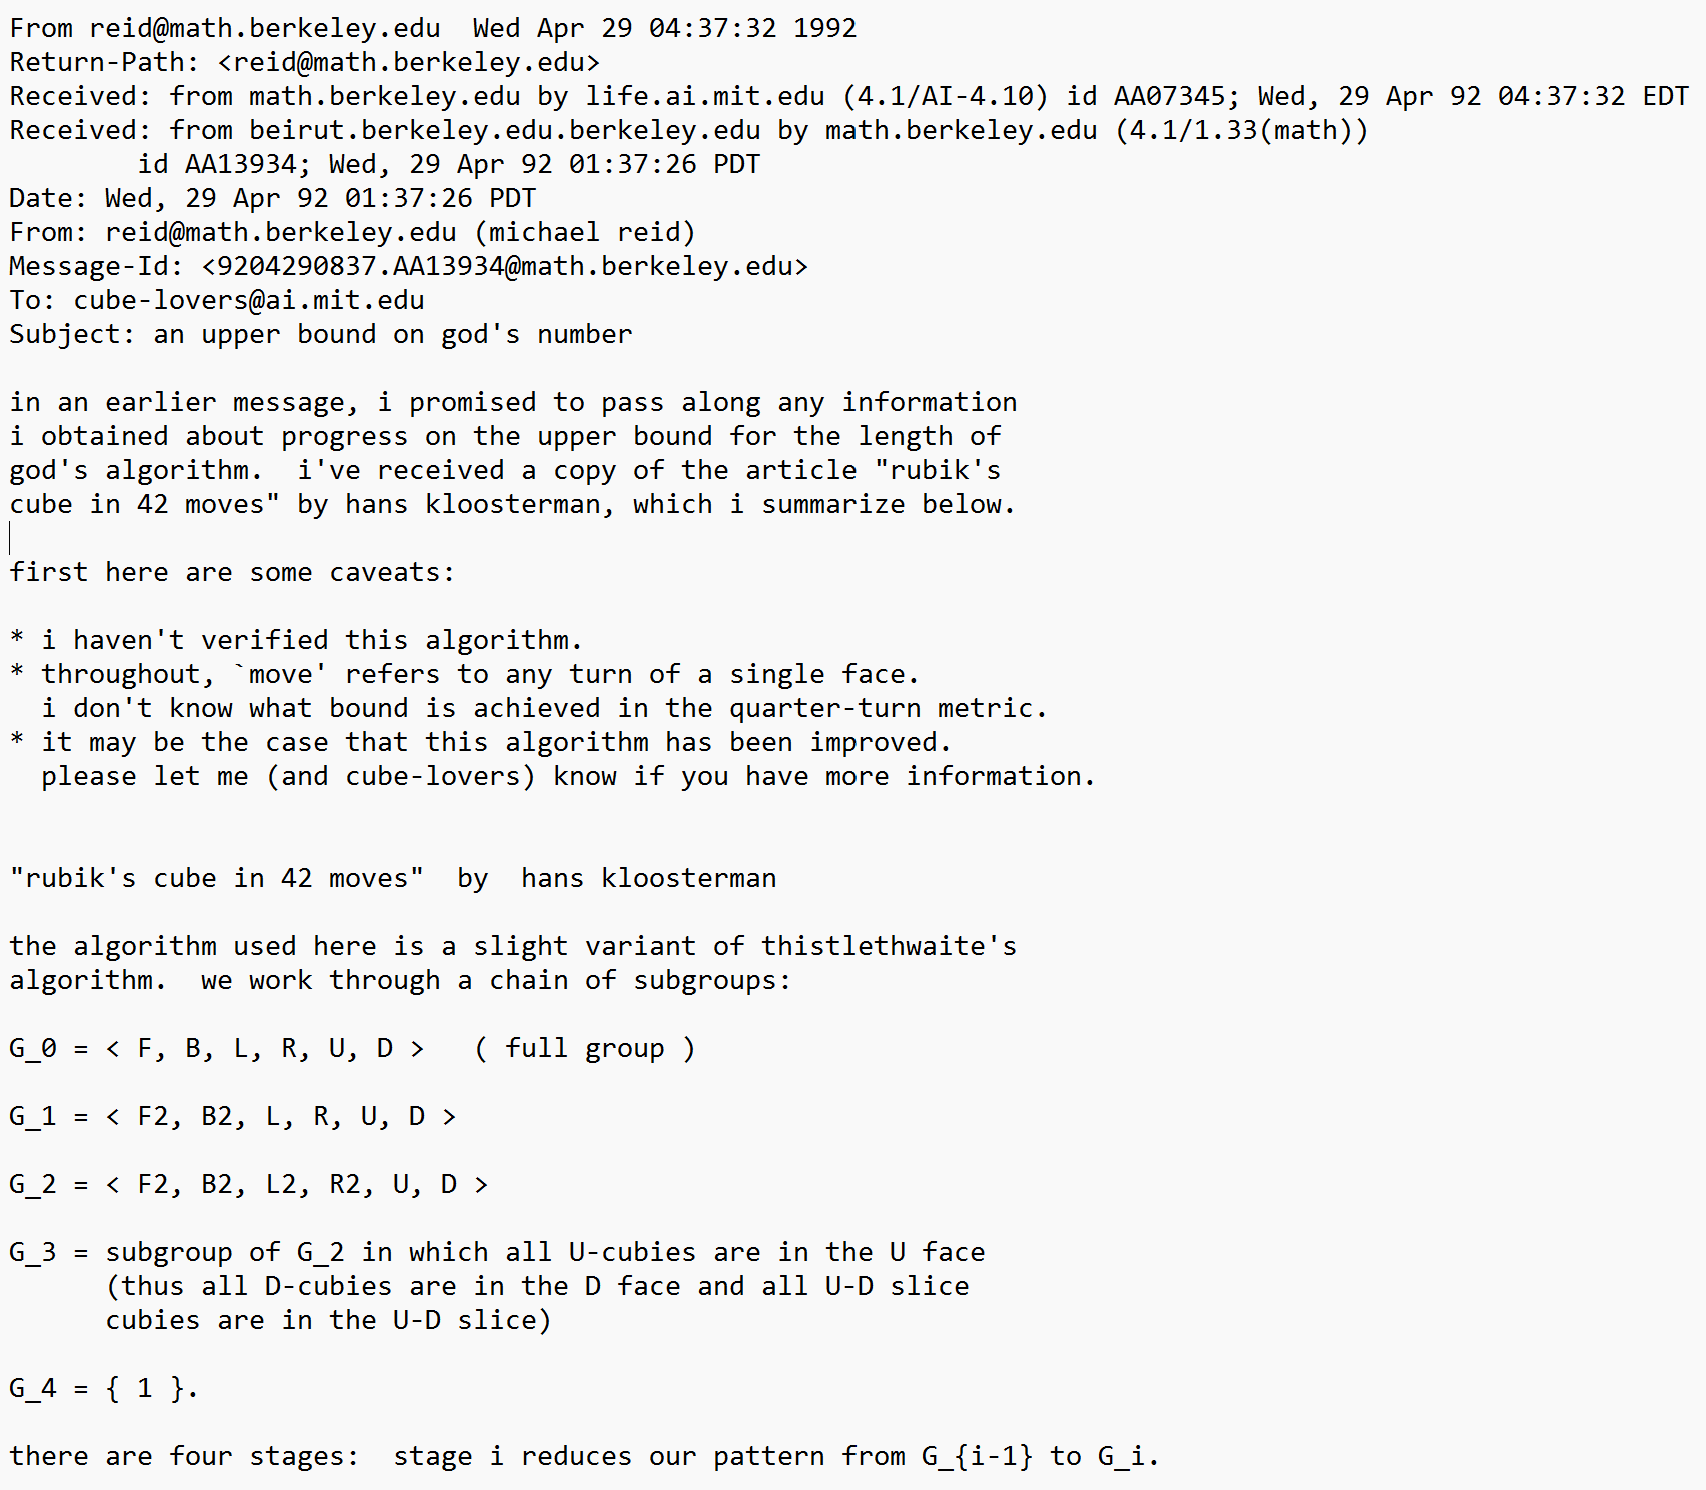 From reid@math.berkeley.edu  Wed Apr 29 04:37:32 1992
Return-Path: <reid@math.berkeley.edu>
Received: from math.berkeley.edu by life.ai.mit.edu (4.1/AI-4.10) id AA07345; Wed, 29 Apr 92 04:37:32 EDT
Received: from beirut.berkeley.edu.berkeley.edu by math.berkeley.edu (4.1/1.33(math))
        id AA13934; Wed, 29 Apr 92 01:37:26 PDT
Date: Wed, 29 Apr 92 01:37:26 PDT
From: reid@math.berkeley.edu (michael reid)
Message-Id: <9204290837.AA13934@math.berkeley.edu>
To: cube-lovers@ai.mit.edu
Subject: an upper bound on god's number

in an earlier message, i promised to pass along any information
i obtained about progress on the upper bound for the length of
god's algorithm.  i've received a copy of the article "rubik's
cube in 42 moves" by hans kloosterman, which i summarize below.

first here are some caveats:

* i haven't verified this algorithm.
* throughout, `move' refers to any turn of a single face.
  i don't know what bound is achieved in the quarter-turn metric.
* it may be the case that this algorithm has been improved.
  please let me (and cube-lovers) know if you have more information.

"rubik's cube in 42 moves"  by  hans kloosterman

the algorithm used here is a slight variant of thistlethwaite's
algorithm.  we work through a chain of subgroups:

G_0 = < F, B, L, R, U, D >   ( full group )

G_1 = < F2, B2, L, R, U, D >

G_2 = < F2, B2, L2, R2, U, D >

G_3 = subgroup of G_2 in which all U-cubies are in the U face
      (thus all D-cubies are in the D face and all U-D slice
      cubies are in the U-D slice)

G_4 = { 1 }.

there are four stages:  stage i reduces our pattern from G_{i-1} to G_i.